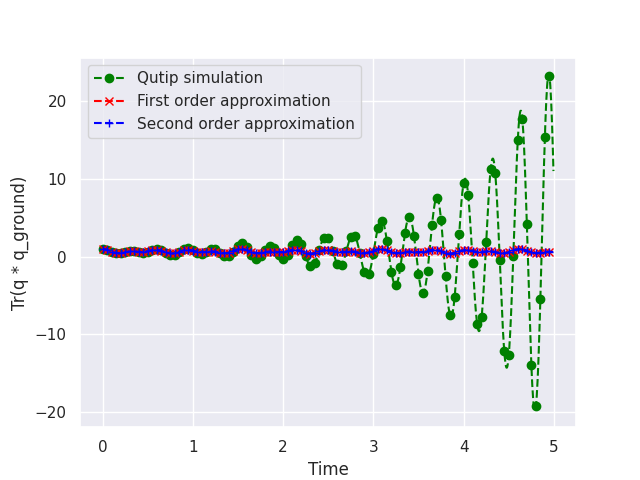 Qutip simulation
First order approximation
Second order approximation
Tr(q * q_ground)
20
10
0
−10
−20
0 1 2 3 4 5
Time